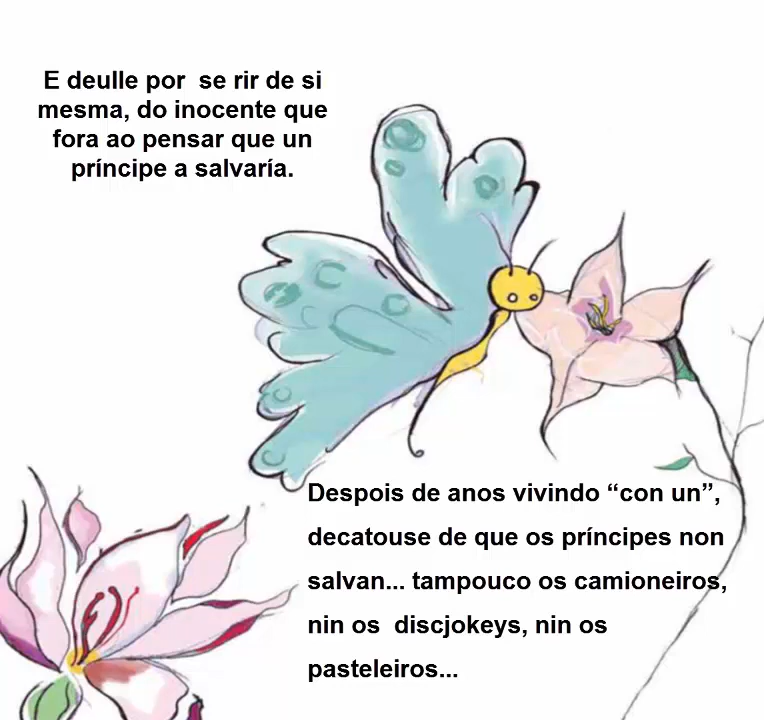 E deulle por  se rir de si
mesma, do inocente que
fora ao pensar que un
príncipe a salvaría.
Despois de anos vivindo “con un”,
decatouse de que os príncipes non
salvan... tampouco os camioneiros,
nin os  discjokeys, nin os
pasteleiros...